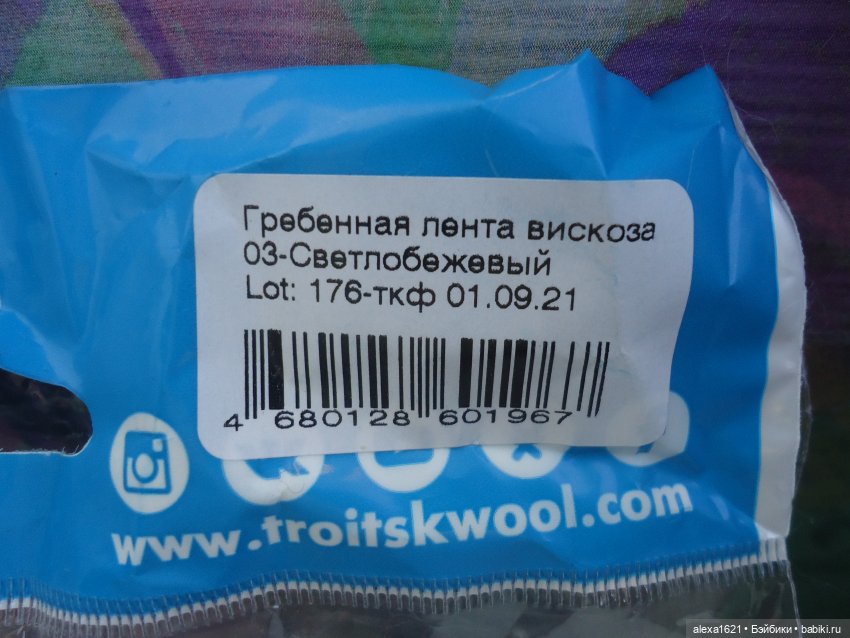 Гребенная лента вискоза
03-Светлобежевый
Lot: 176-ткф 01.09.21
4 680128 601967
www.troitskwool.com
alexa1621 • Бэйбики • babiki.ru